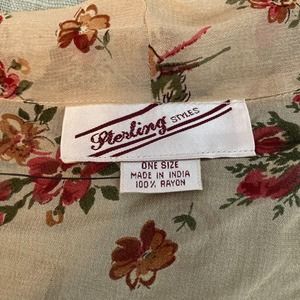 Sterling STYLES
ONE SIZE
MADE IN INDIA
100% RAYON